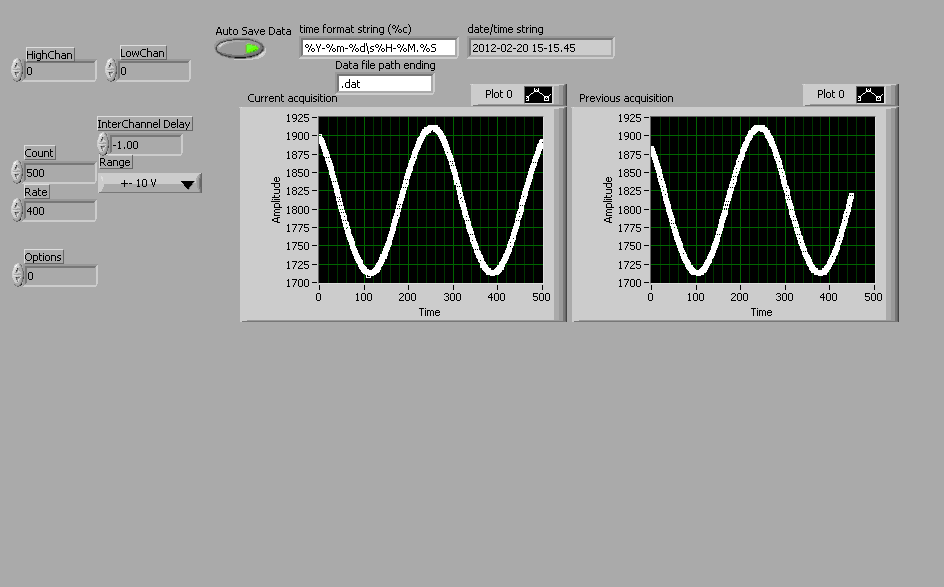 Auto Save Data
time format string (%c)
date/time string
%Y-%m-%d\s%H-%M.%S
2012-02-20 15-15.45
HighChan
LowChan
0
0
Data file path ending
.dat
Current acquisition
Plot 0
Previous acquisition
Plot 0
InterChannel Delay
-1.00
Count
500
Range
+- 10 V
Rate
400
Options
0
Amplitude
1925
1900
1875
1850
1825
1800
1775
1750
1725
1700
0 100 200 300 400 500
Time
Amplitude
1925
1900
1875
1850
1825
1800
1775
1750
1725
1700
0 100 200 300 400 500
Time